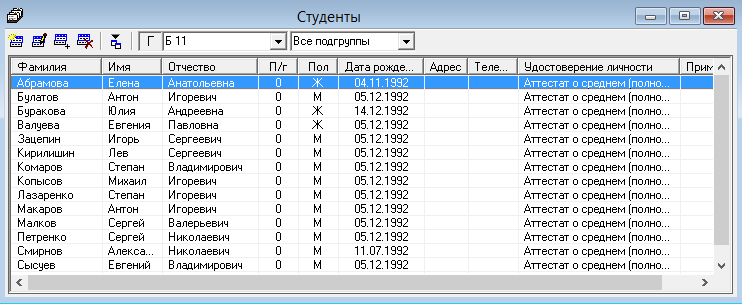 Студенты
Г Б 11 Все подгруппы
Фамилия Имя Отчество П/г Пол Дата рожде... Адрес Теле... Удостоверение личности Прим
Абрамова Елена Анатольевна 0 Ж 04.11.1992 Аттестат о среднем (полно...
Булатов Антон Игоревич 0 М 05.12.1992 Аттестат о среднем (полно...
Буракова Юлия Андреевна 0 Ж 14.12.1992 Аттестат о среднем (полно...
Валуева Евгения Павловна 0 Ж 05.12.1992 Аттестат о среднем (полно...
Зацепин Игорь Сергеевич 0 М 05.12.1992 Аттестат о среднем (полно...
Кирилишин Лев Сергеевич 0 М 05.12.1992 Аттестат о среднем (полно...
Комаров Степан Владимирович 0 М 05.12.1992 Аттестат о среднем (полно...
Копысов Михаил Игоревич 0 М 05.12.1992 Аттестат о среднем (полно...
Лазаренко Степан Игоревич 0 М 05.12.1992 Аттестат о среднем (полно...
Макаров Антон Игоревич 0 М 05.12.1992 Аттестат о среднем (полно...
Малков Сергей Валерьевич 0 М 05.12.1992 Аттестат о среднем (полно...
Петренко Сергей Николаевич 0 М 05.12.1992 Аттестат о среднем (полно...
Смирнов Алекса... Николаевич 0 М 11.07.1992 Аттестат о среднем (полно...
Сысуев Евгений Владимирович 0 М 05.12.1992 Аттестат о среднем (полно...